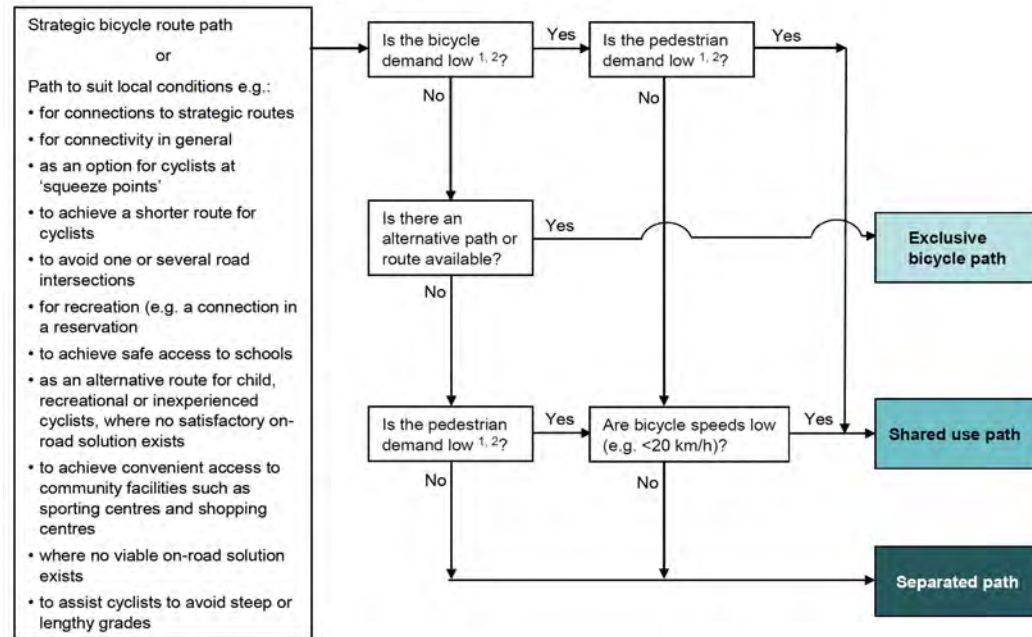 Strategic bicycle route path
or
Path to suit local conditions e.g.:
• for connections to strategic routes
• for connectivity in general
• as an option for cyclists at
‘squeeze points’
• to achieve a shorter route for
cyclists
• to avoid one or several road
intersections
• for recreation (e.g. a connection in
a reservation
• to achieve safe access to schools
• as an alternative route for child,
recreational or inexperienced
cyclists, where no satisfactory on-
road solution exists
• to achieve convenient access to
community facilities such as
sporting centres and shopping
centres
• where no viable on-road solution
exists
• to assist cyclists to avoid steep or
lengthy grades
Is the bicycle
demand low 1, 2?
Yes
No
Is the pedestrian
demand low 1, 2?
Yes
No
Is there an
alternative path or
route available?
Yes
No
Exclusive
bicycle path
Is the pedestrian
demand low 1, 2?
Yes
No
Are bicycle speeds low
(e.g. <20 km/h)?
Yes
No
Shared use path
Separated path